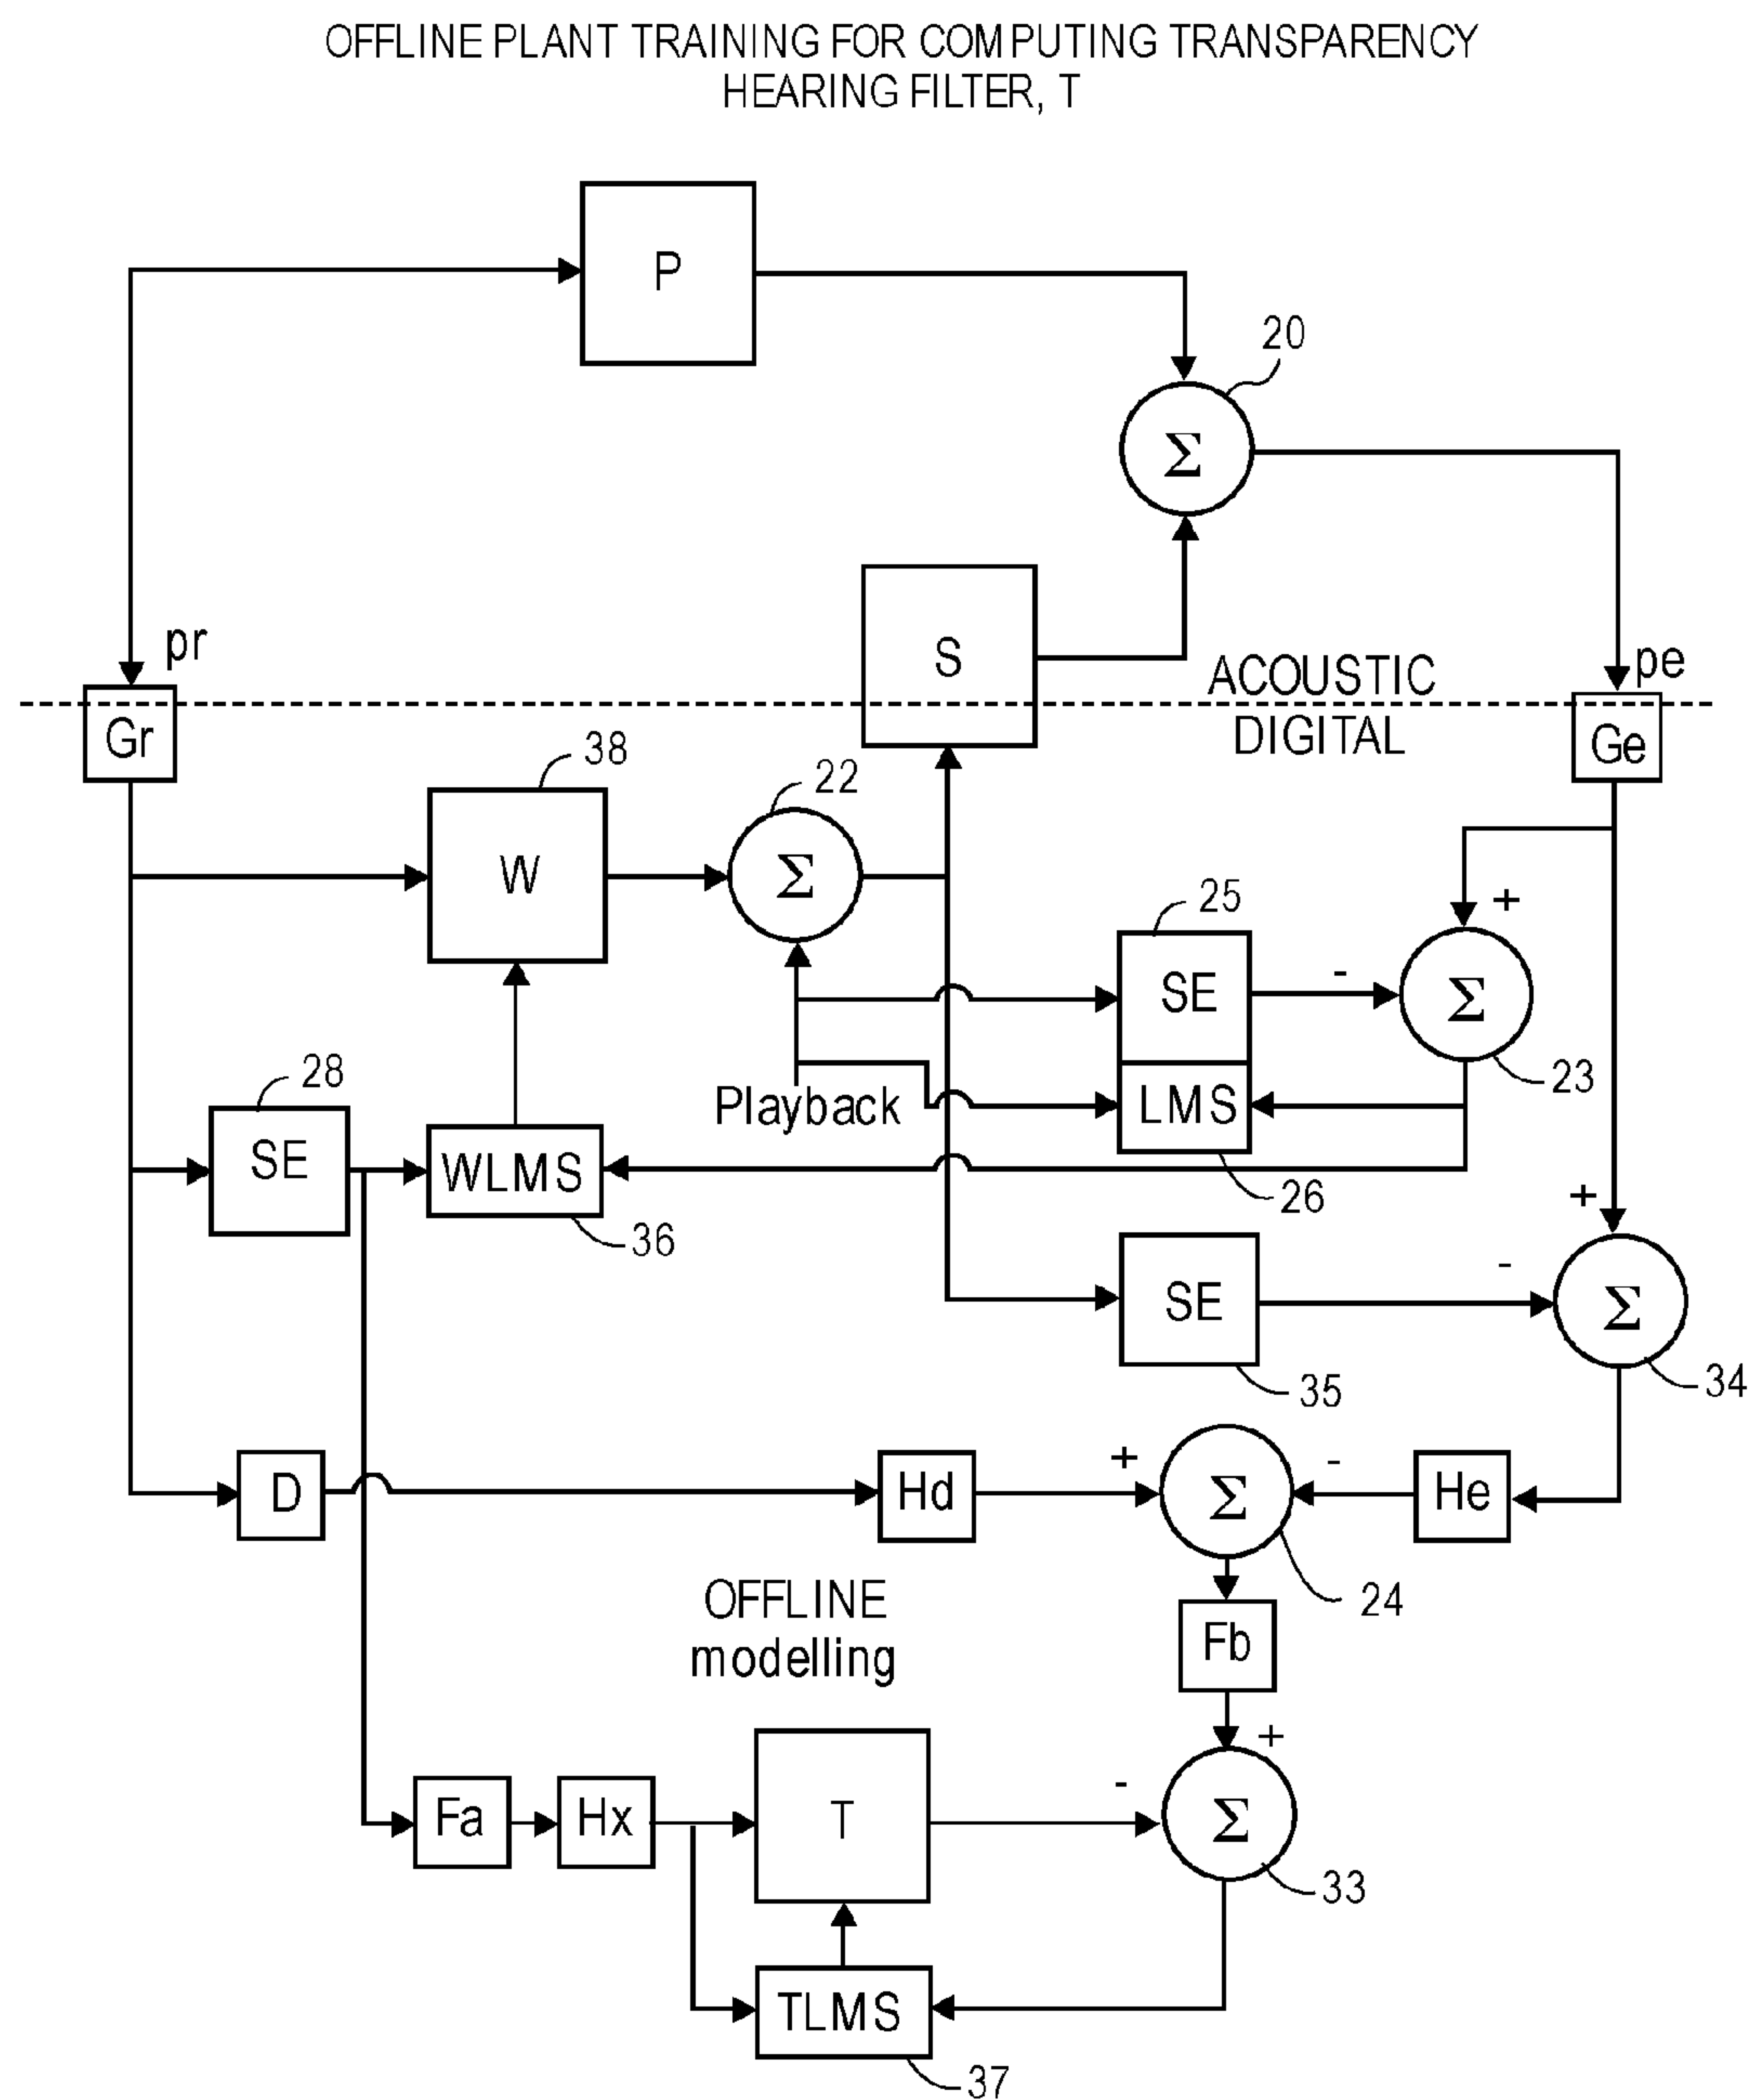 OFFLINE PLANT TRAINING FOR COMPUTING TRANSPARENCY
HEARING FILTER, T
P
20
Σ
S
pr
ACOUSTIC
pe
DIGITAL
Gr
Ge
38
22
W
Σ
25
+
SE
-
Σ
28
Playback
LMS
23
SE
WLMS
26
+
36
-
SE
Σ
35
34
D
Hd
+
Σ
-
He
OFFLINE
modelling
24
Fb
+
Fa
Hx
T
-
Σ
33
TLMS
37